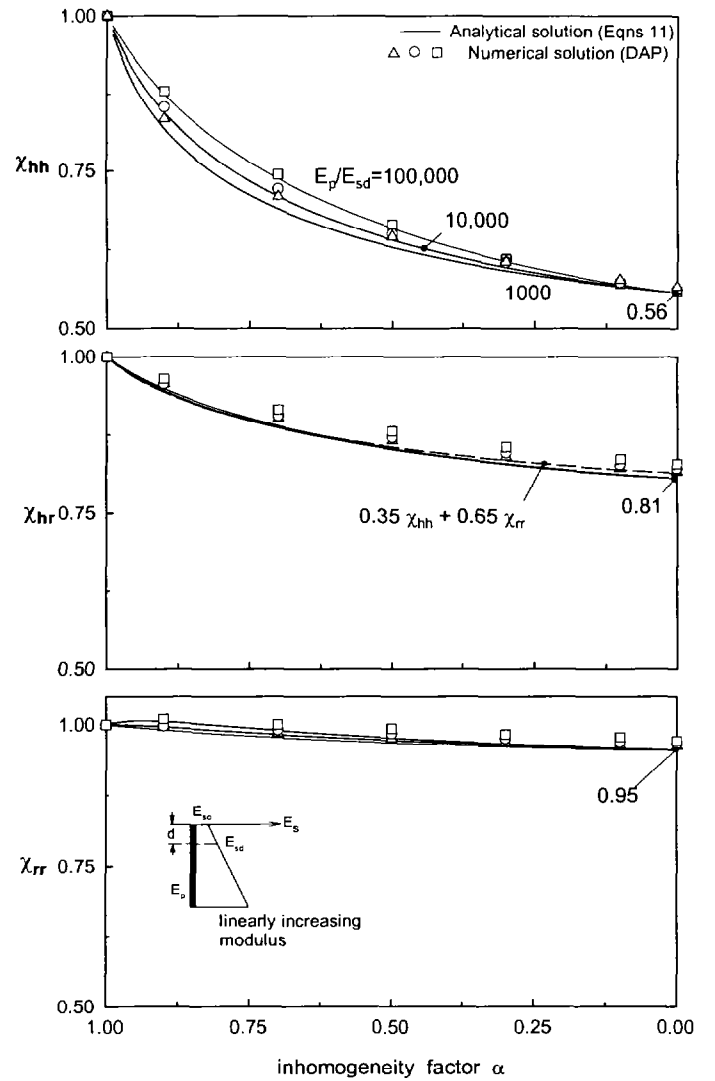 1.00
Analytical solution (Eqns 11)
Numerical solution (DAP)
χhh
0.75
Ep/Esd=100,000
10,000
1000
0.56
0.50
1.00
χhr
0.75
0.35 χhh + 0.65 χrr
0.81
0.50
1.00
0.95
Eso
Es
d
Esd
Ep
χrr
0.75
linearly increasing
modulus
0.50
1.00 0.75 0.50 0.25 0.00
inhomogeneity factor α